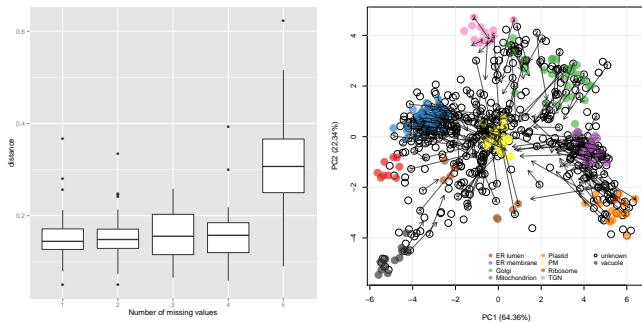 0.6
0.4
0.2
distance
1
2
3
4
5
Number of missing values
4
2
0
−2
−4
PC2 (22.34%)
ER lumen
ER membrane
Golgi
Mitochondrion
Plastid
PM
Ribosome
TGN
unknown
vacuole
−6
−4
−2
0
2
4
6
PC1 (64.36%)